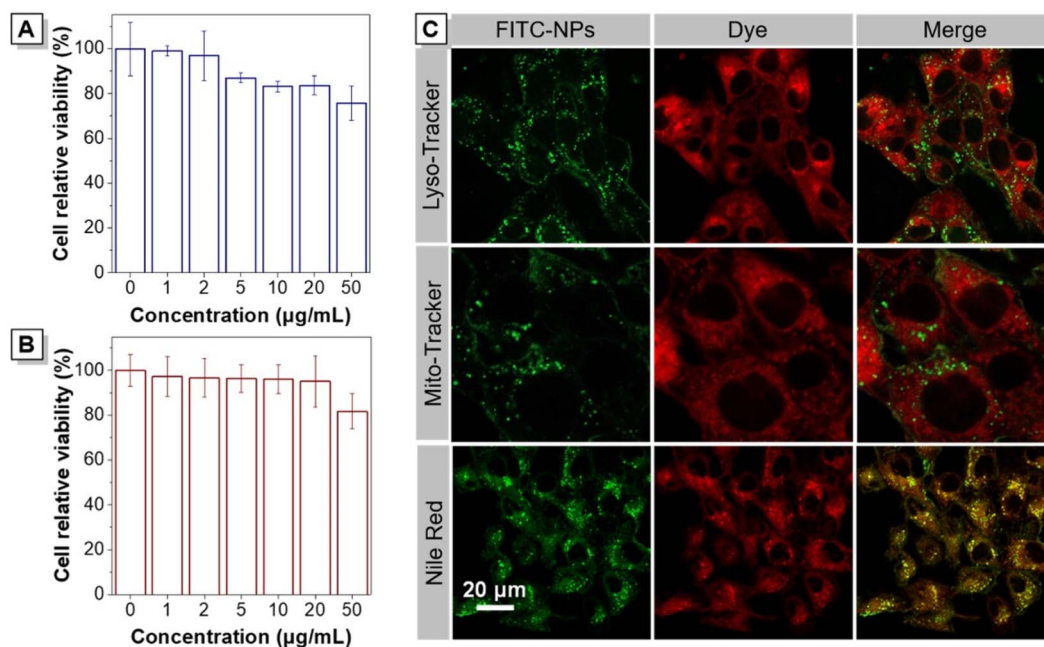 A
Cell relative viability (%)
100
80
60
40
20
0
0 1 2 5 10 20 50
Concentration (µg/mL)
B
Cell relative viability (%)
100
80
60
40
20
0
0 1 2 5 10 20 50
Concentration (µg/mL)
C
FITC-NPs Dye Merge
Lyso-Tracker
Mito-Tracker
Nile Red
20 µm